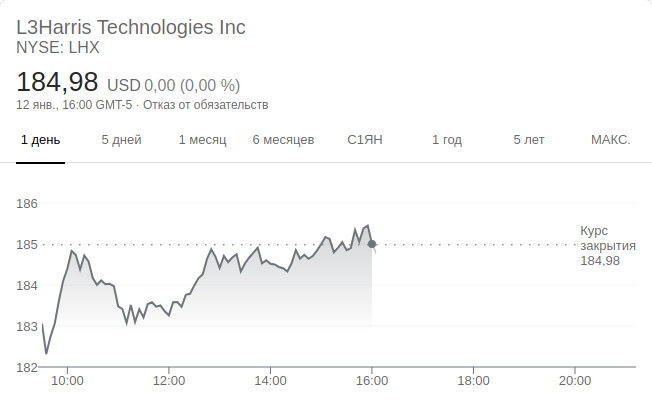 L3Harris Technologies Inc
NYSE: LHX
184,98 USD 0,00 (0,00 %)
12 янв., 16:00 GMT-5 · Отказ от обязательств
1 день 5 дней 1 месяц 6 месяцев С1ЯН 1 год 5 лет МАКС.
186
185
184
183
182
Курс
закрытия
184,98
10:00 12:00 14:00 16:00 18:00 20:00